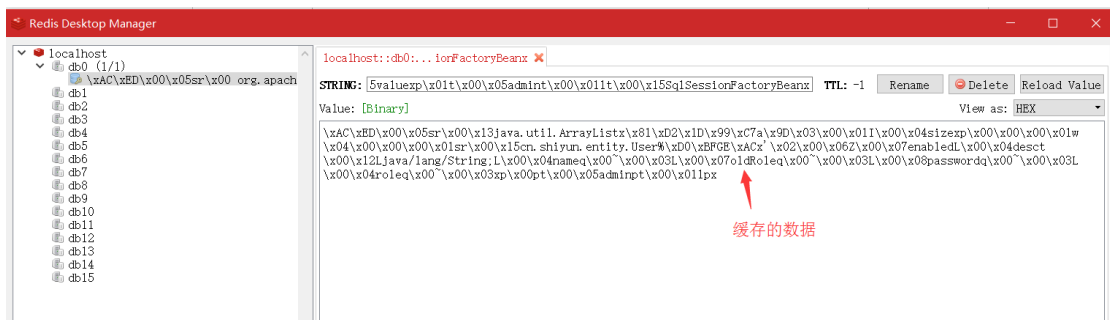 Redis Desktop Manager
localhost
db0 (1/1)
\xAC\xED\x00\x05sr\x00 org.apach
db1
db2
db3
db4
db5
db6
db7
db8
db9
db10
db11
db12
db13
db14
db15
localhost::db0:... ionFactoryBeanx
STRING: 5valuexp\x01t\x00\x05admint\x00\x011t\x00\x15SqlSessionFactoryBeanx TTL: -1 Rename Delete Reload Value
Value: [Binary] View as: HEX
\xAC\xED\x00\x05sr\x00\x13java.util.ArrayListx\x81\xD2\x1D\x99\xC7a\x9D\x03\x00\x01I\x00\x04sizexp\x00\x00\x00\x01w
\x04\x00\x00\x00\x01sr\x00\x15cn.shiyun.entity.User%\xD0\xBFGE\xACx'\x02\x00\x06Z\x00\x07enabledL\x00\x04desct
\x00\x12Ljava/lang/String;L\x00\x04nameq\x00~\x00\x03L\x00\x07oldRoleq\x00~\x00\x03L\x00\x08passwordq\x00~\x00\x03L
\x00\x04roleq\x00~\x00\x03xp\x00pt\x00\x05adminpt\x00\x011px
缓存的数据